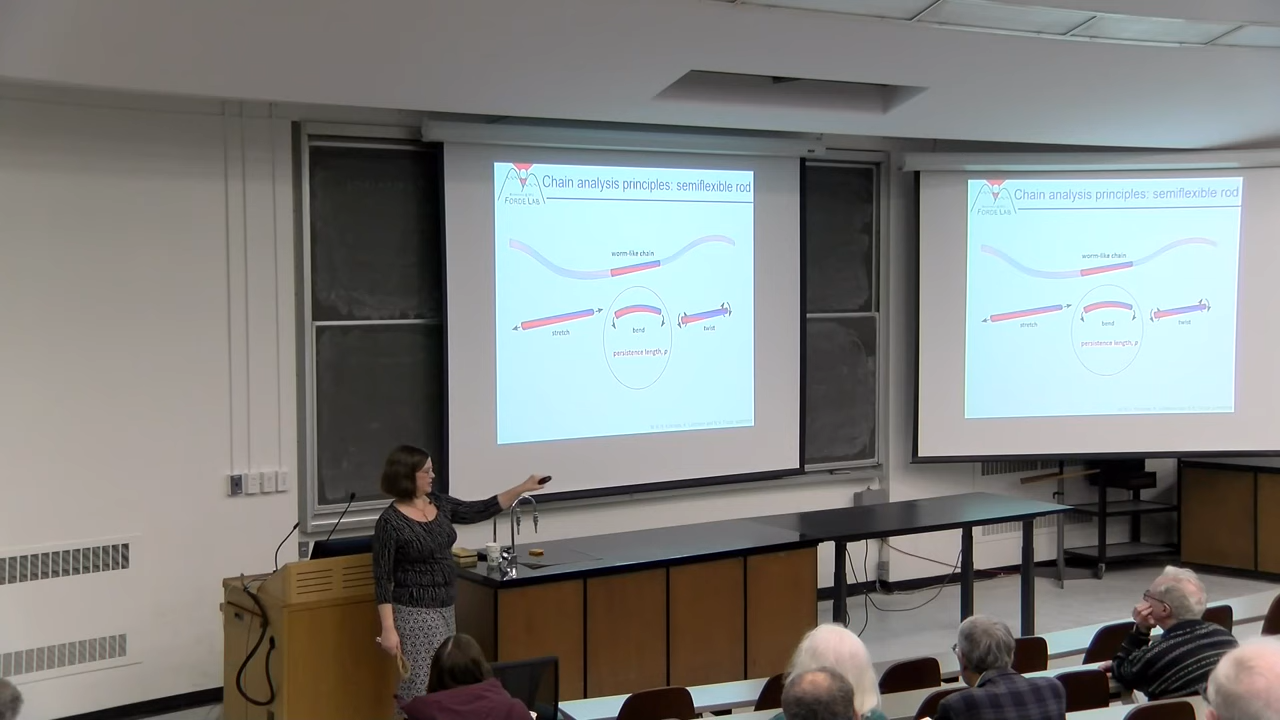 Chain analysis principles: semiflexible rod
FORDE LAB
worm-like chain
stretch
bend
twist
persistence length, p
Chain analysis principles: semiflexible rod
FORDE LAB
worm-like chain
stretch
bend
twist
persistence length, p